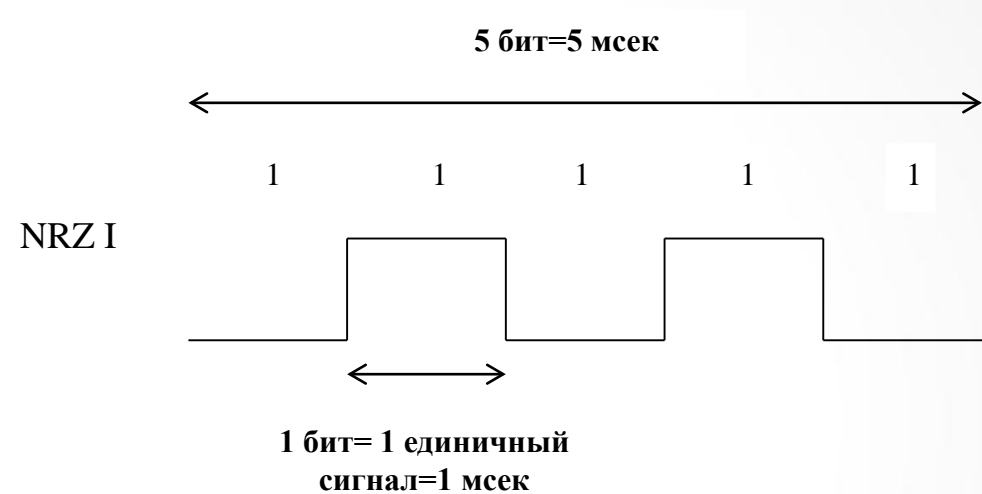 5 бит=5 мсек
1 1 1 1 1
NRZ I
1 бит= 1 единичный
сигнал=1 мсек